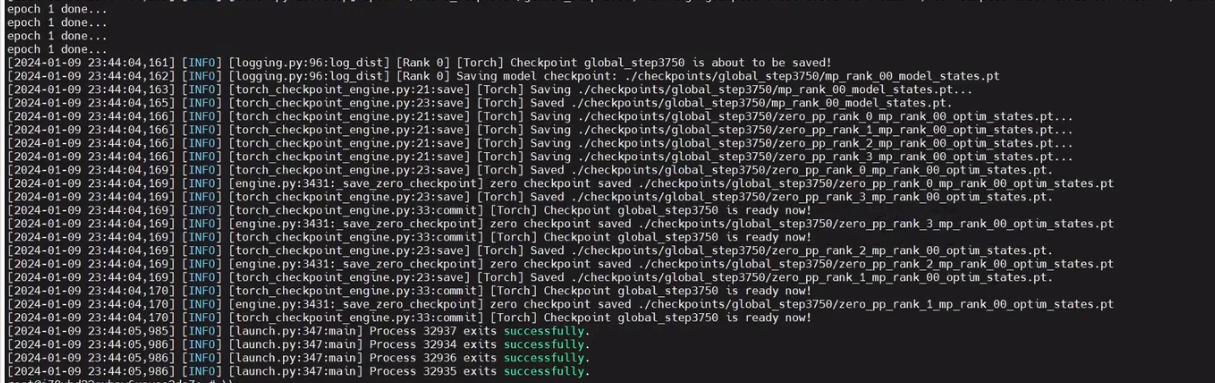 epoch 1 done...
epoch 1 done...
epoch 1 done...
epoch 1 done...
[2024-01-09 23:44:04,161] [INFO] [logging.py:96:log_dist] [Rank 0] [Torch] Checkpoint global_step3750 is about to be saved!
[2024-01-09 23:44:04,162] [INFO] [logging.py:96:log_dist] [Rank 0] Saving model checkpoint: ./checkpoints/global_step3750/mp_rank_00_model_states.pt
[2024-01-09 23:44:04,163] [INFO] [torch_checkpoint_engine.py:21:save] [Torch] Saving ./checkpoints/global_step3750/mp_rank_00_model_states.pt...
[2024-01-09 23:44:04,165] [INFO] [torch_checkpoint_engine.py:23:save] [Torch] Saved ./checkpoints/global_step3750/mp_rank_00_model_states.pt.
[2024-01-09 23:44:04,166] [INFO] [torch_checkpoint_engine.py:21:save] [Torch] Saving ./checkpoints/global_step3750/zero_pp_rank_0_mp_rank_00_optim_states.pt...
[2024-01-09 23:44:04,166] [INFO] [torch_checkpoint_engine.py:21:save] [Torch] Saving ./checkpoints/global_step3750/zero_pp_rank_1_mp_rank_00_optim_states.pt...
[2024-01-09 23:44:04,166] [INFO] [torch_checkpoint_engine.py:21:save] [Torch] Saving ./checkpoints/global_step3750/zero_pp_rank_2_mp_rank_00_optim_states.pt...
[2024-01-09 23:44:04,166] [INFO] [torch_checkpoint_engine.py:21:save] [Torch] Saving ./checkpoints/global_step3750/zero_pp_rank_3_mp_rank_00_optim_states.pt...
[2024-01-09 23:44:04,169] [INFO] [torch_checkpoint_engine.py:23:save] [Torch] Saved ./checkpoints/global_step3750/zero_pp_rank_0_mp_rank_00_optim_states.pt.
[2024-01-09 23:44:04,169] [INFO] [engine.py:3431:_save_zero_checkpoint] zero checkpoint saved ./checkpoints/global_step3750/zero_pp_rank_0_mp_rank_00_optim_states.pt
[2024-01-09 23:44:04,169] [INFO] [torch_checkpoint_engine.py:23:save] [Torch] Saved ./checkpoints/global_step3750/zero_pp_rank_3_mp_rank_00_optim_states.pt.
[2024-01-09 23:44:04,169] [INFO] [torch_checkpoint_engine.py:33:commit] [Torch] Checkpoint global_step3750 is ready now!
[2024-01-09 23:44:04,169] [INFO] [engine.py:3431:_save_zero_checkpoint] zero checkpoint saved ./checkpoints/global_step3750/zero_pp_rank_3_mp_rank_00_optim_states.pt
[2024-01-09 23:44:04,169] [INFO] [torch_checkpoint_engine.py:33:commit] [Torch] Checkpoint global_step3750 is ready now!
[2024-01-09 23:44:04,169] [INFO] [torch_checkpoint_engine.py:23:save] [Torch] Saved ./checkpoints/global_step3750/zero_pp_rank_2_mp_rank_00_optim_states.pt.
[2024-01-09 23:44:04,169] [INFO] [engine.py:3431:_save_zero_checkpoint] zero checkpoint saved ./checkpoints/global_step3750/zero_pp_rank_2_mp_rank_00_optim_states.pt
[2024-01-09 23:44:04,169] [INFO] [torch_checkpoint_engine.py:23:save] [Torch] Saved ./checkpoints/global_step3750/zero_pp_rank_1_mp_rank_00_optim_states.pt.
[2024-01-09 23:44:04,170] [INFO] [torch_checkpoint_engine.py:33:commit] [Torch] Checkpoint global_step3750 is ready now!
[2024-01-09 23:44:04,170] [INFO] [engine.py:3431:_save_zero_checkpoint] zero checkpoint saved ./checkpoints/global_step3750/zero_pp_rank_1_mp_rank_00_optim_states.pt
[2024-01-09 23:44:04,170] [INFO] [torch_checkpoint_engine.py:33:commit] [Torch] Checkpoint global_step3750 is ready now!
[2024-01-09 23:44:05,985] [INFO] [launch.py:347:main] Process 32937 exits successfully.
[2024-01-09 23:44:05,986] [INFO] [launch.py:347:main] Process 32934 exits successfully.
[2024-01-09 23:44:05,986] [INFO] [launch.py:347:main] Process 32936 exits successfully.
[2024-01-09 23:44:05,986] [INFO] [launch.py:347:main] Process 32935 exits successfully.